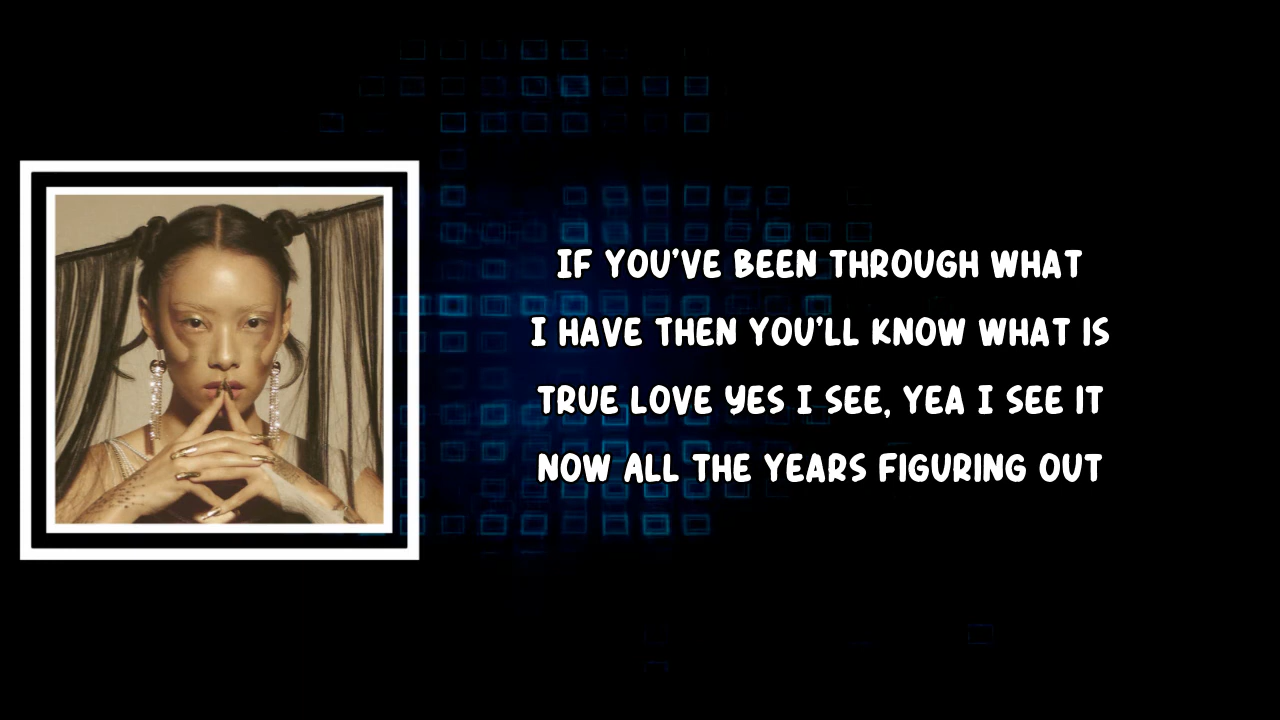 IF YOU'VE BEEN THROUGH WHAT
I HAVE THEN YOU'LL KNOW WHAT IS
TRUE LOVE YES I SEE, YEA I SEE IT
NOW ALL THE YEARS FIGURING OUT